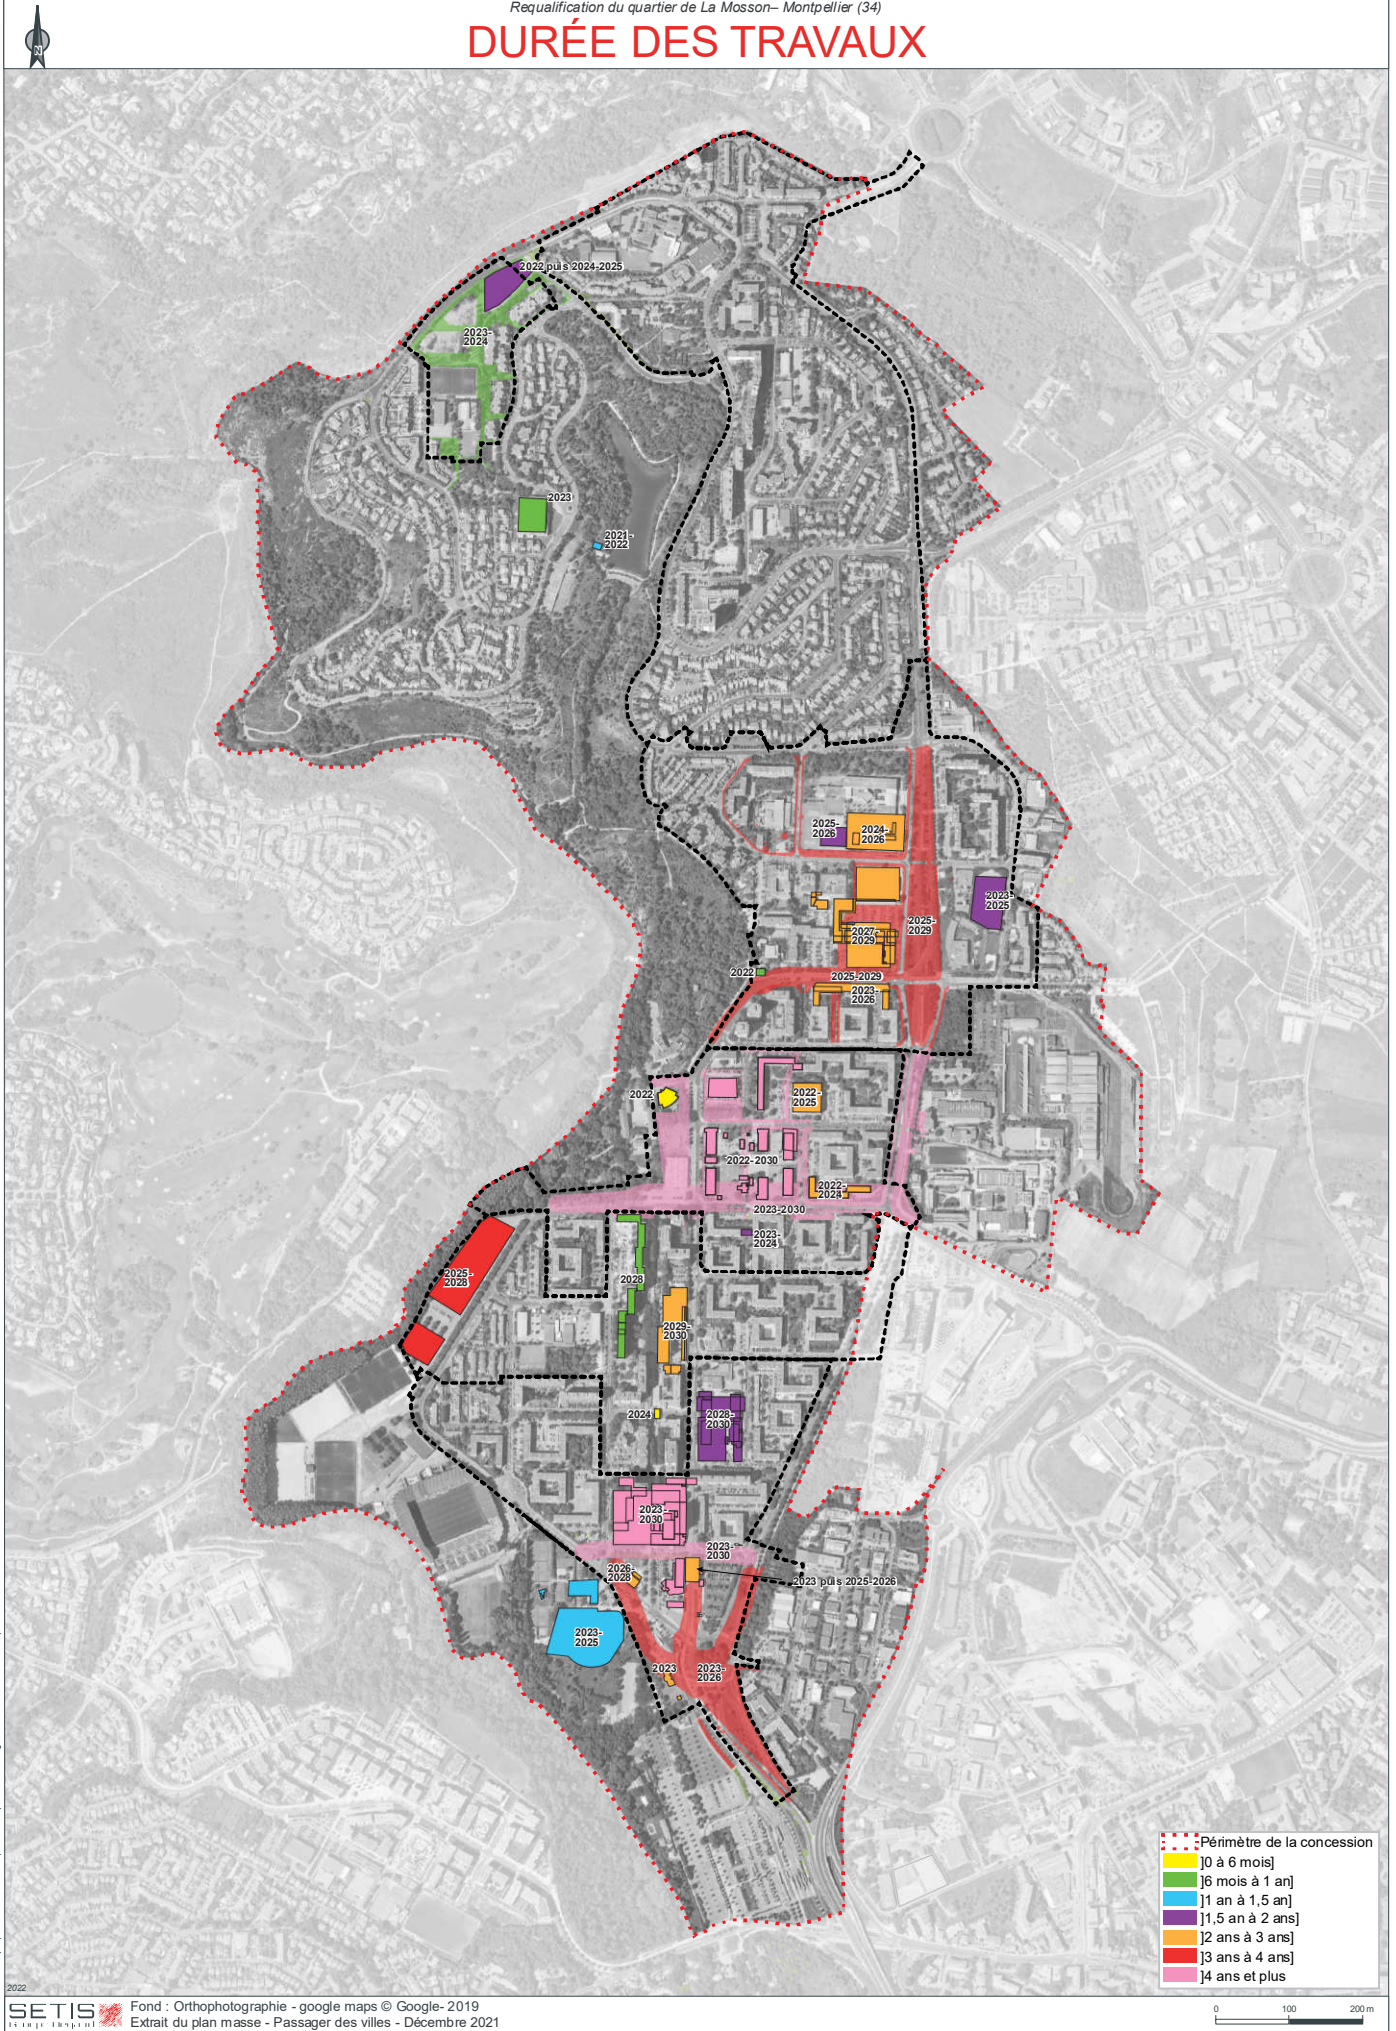 Requalification du quartier de La Mosson– Montpellier (34)
DURÉE DES TRAVAUX
N
2022 puis 2024-2025
2023-
2024
2023
2021-
2022
2025-
2026
2024-
2026
2023-
2025
2027-
2029
2025-
2029
2022
2025-2029
2023-
2026
2022
2022-
2025
2022-2030
2022-
2024
2023-2030
2023-
2024
2025-
2028
2028
2029-
2030
2024
2028-
2030
2023-
2030
2023-
2030
2026-
2028
2023 puis 2025-2026
2023-
2025
2023
2023-
2026
Périmètre de la concession
]0 à 6 mois]
]6 mois à 1 an]
]1 an à 1,5 an]
]1,5 an à 2 ans]
]2 ans à 3 ans]
]3 ans à 4 ans]
]4 ans et plus
2022
SETIS
Fond : Orthophotographie - google maps © Google- 2019
Extrait du plan masse - Passager des villes - Décembre 2021
0 100 200 m